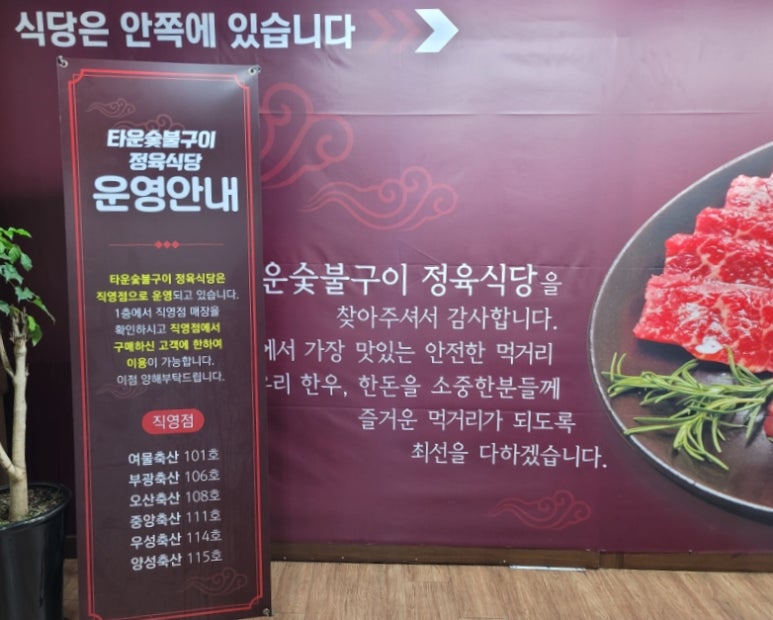 식당은 안쪽에 있습니다
타운숯불구이
정육식당
운영안내
타운숯불구이 정육식당은
직영점으로 운영되고 있습니다.
1층에서 직영점 매장을
확인하시고 직영점에서
구매하신 고객에 한하여
이용이 가능합니다.
이점 양해부탁드립니다.
직영점
여물축산 101호
부광축산 106호
오산축산 108호
중앙축산 111호
우성축산 114호
양성축산 115호
운숯불구이 정육식당을
찾아주셔서 감사합니다.
에서 가장 맛있는 안전한 먹거리
우리 한우, 한돈을 소중한분들께
즐거운 먹거리가 되도록
최선을 다하겠습니다.